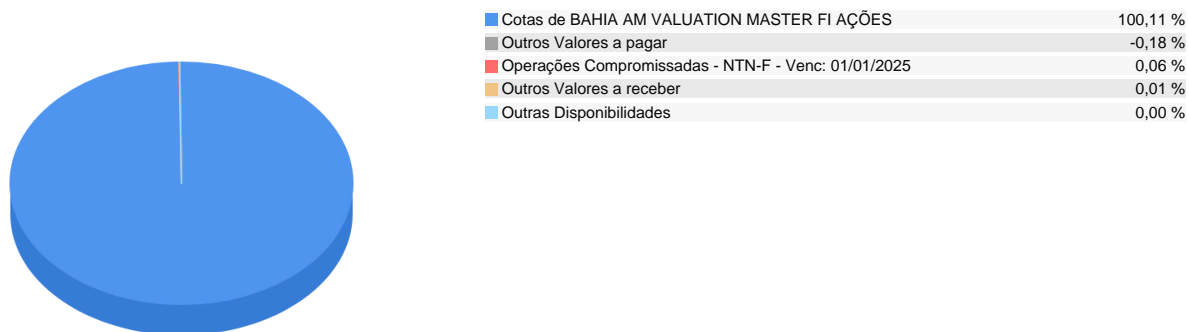 Cotas de BAHIA AM VALUATION MASTER FI AÇÕES 100,11 %
Outros Valores a pagar -0,18 %
Operações Compromissadas - NTN-F - Venc: 01/01/2025 0,06 %
Outros Valores a receber 0,01 %
Outras Disponibilidades 0,00 %